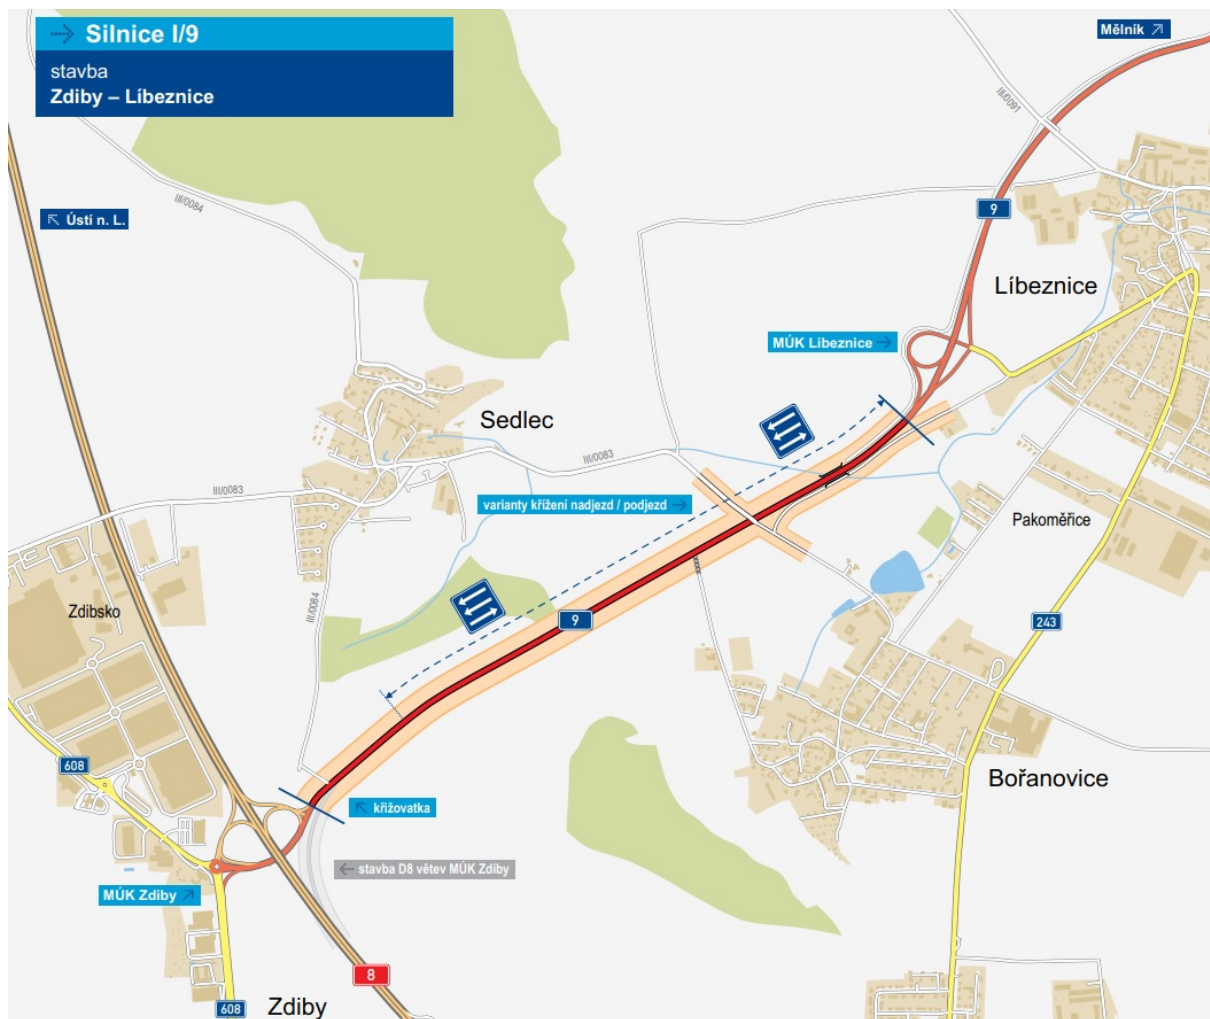 Silnice I/9
stavba
Zdiby – Líbeznice
Mělník
III/0091
III/0084
Ústí n. L.
9
Líbeznice
MÚK Líbeznice
Sedlec
III/0083
III/0083
varianty křížení nadjezd / podjezd
Pakoměřice
Zdibsko
III/0084
9
243
608
Bořanovice
křižovatka
stavba D8 větev MÚK Zdiby
MÚK Zdiby
8
608
Zdiby